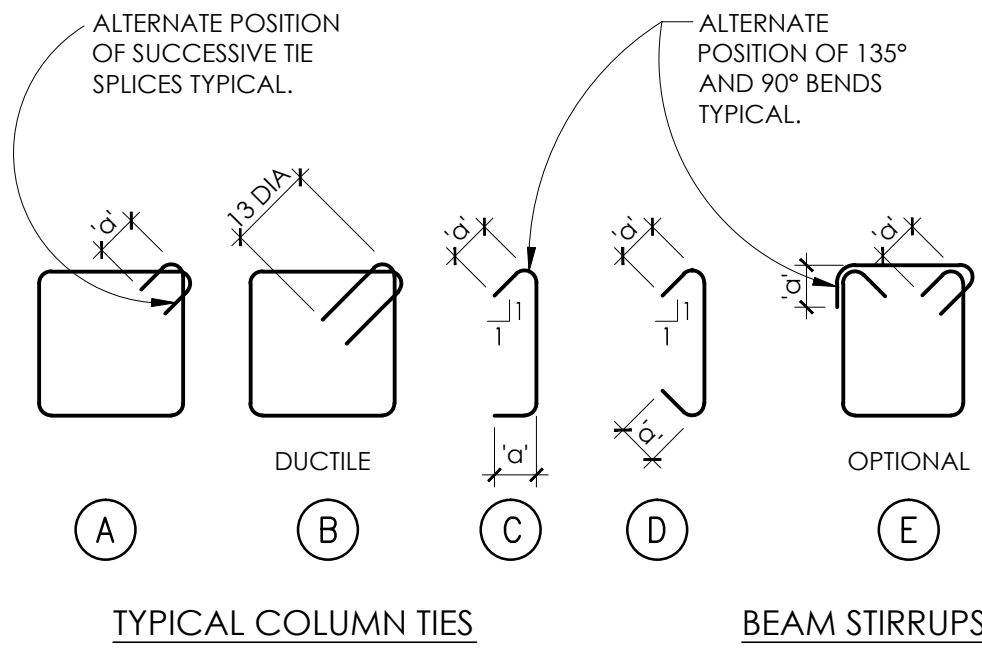 ALTERNATE POSITION
OF SUCCESSIVE TIE
SPLICES TYPICAL.
ALTERNATE
POSITION OF 135°
AND 90° BENDS
TYPICAL.
'a'
13 DIA
'a'
'a'
'a'
'a'
1
1
1
1
'a'
'a'
DUCTILE
OPTIONAL
A
B
C
D
E
TYPICAL COLUMN TIES
BEAM STIRRUPS